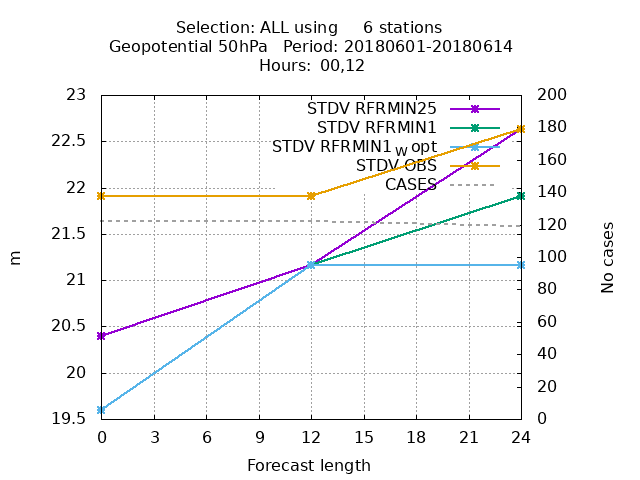 Selection: ALL using 6 stations
Geopotential 50hPa Period: 20180601-20180614
Hours: 00,12
STDV RFRMIN25
STDV RFRMIN1
STDV RFRMIN1wopt
STDV OBS
CASES
23
22.5
22
21.5
21
20.5
20
19.5
m
200
180
160
140
120
100
80
60
40
20
0
No cases
0 3 6 9 12 15 18 21 24
Forecast length